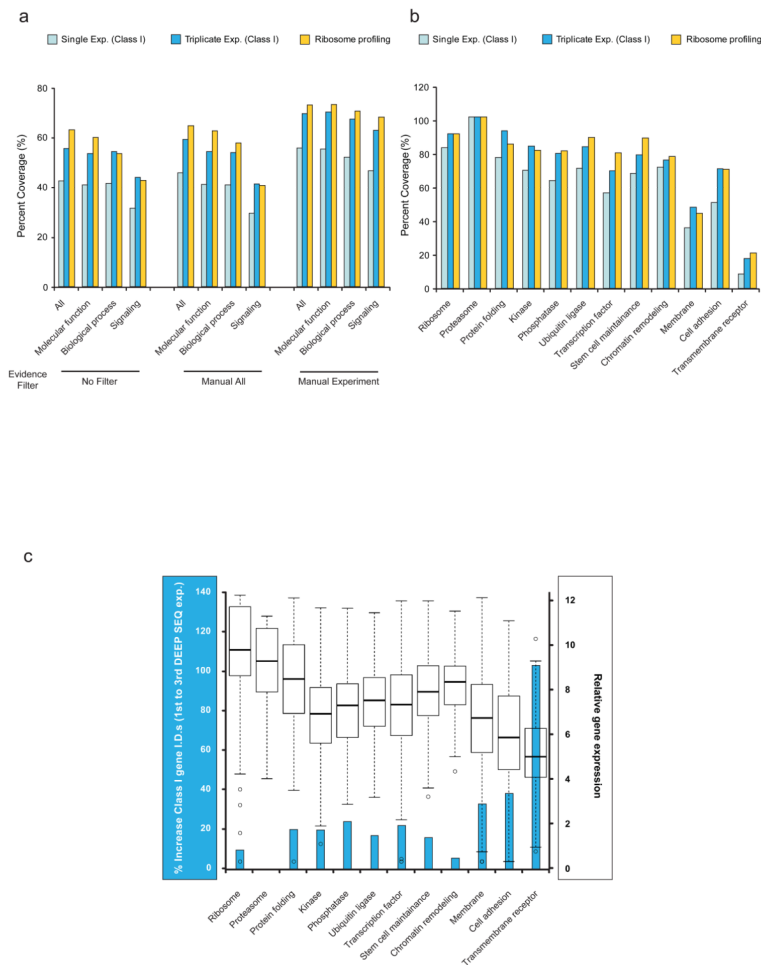 a
Single Exp. (Class I) Triplicate Exp. (Class I) Ribosome profiling
Percent Coverage (%)
80
60
40
20
0
All
Molecular function
Biological process
Signaling
All
Molecular function
Biological process
Signaling
All
Molecular function
Biological process
Signaling
Evidence
Filter
No Filter
Manual All
Manual Experiment
b
Single Exp. (Class I) Triplicate Exp. (Class I) Ribosome profiling
Percent Coverage (%)
120
100
80
60
40
20
0
Ribosome
Proteasome
Protein folding
Kinase
Phosphatase
Ubiquitin ligase
Transcription factor
Stem cell maintainance
Chromatin remodeling
Membrane
Cell adhesion
Transmembrane receptor
c
% Increase Class I gene I.D.s (1st to 3rd DEEP SEQ exp.)
140
120
100
80
60
40
20
0
12
10
8
6
4
2
0
Relative gene expression
Ribosome
Proteasome
Protein folding
Kinase
Phosphatase
Ubiquitin ligase
Transcription factor
Stem cell maintainance
Chromatin remodeling
Membrane
Cell adhesion
Transmembrane receptor